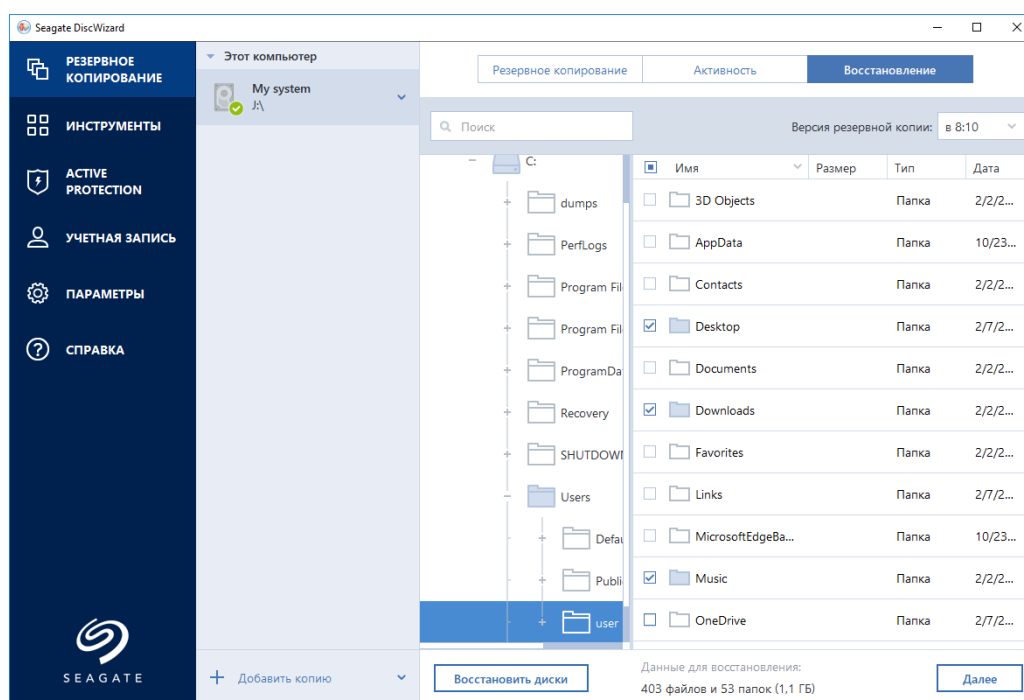 Seagate DiscWizard
РЕЗЕРВНОЕ
КОПИРОВАНИЕ
ИНСТРУМЕНТЫ
ACTIVE
PROTECTION
УЧЕТНАЯ ЗАПИСЬ
ПАРАМЕТРЫ
СПРАВКА
SEAGATE
Этот компьютер
My system
J:\
Добавить копию
Резервное копирование
Активность
Восстановление
Поиск
Версия резервной копии: в 8:10
C:
dumps
PerfLogs
Program Fil
Program Fil
ProgramDat
Recovery
SHUTDOWN
Users
Defau
Publi
user
Имя Размер Тип Дата
3D Objects Папка 2/2/2...
AppData Папка 10/23...
Contacts Папка 2/2/2...
Desktop Папка 2/7/2...
Documents Папка 2/2/2...
Downloads Папка 2/2/2...
Favorites Папка 2/2/2...
Links Папка 2/7/2...
MicrosoftEdgeBa... Папка 10/23...
Music Папка 2/2/2...
OneDrive Папка 2/7/2...
Восстановить диски
Данные для восстановления:
403 файлов и 53 папок (1,1 ГБ)
Далее